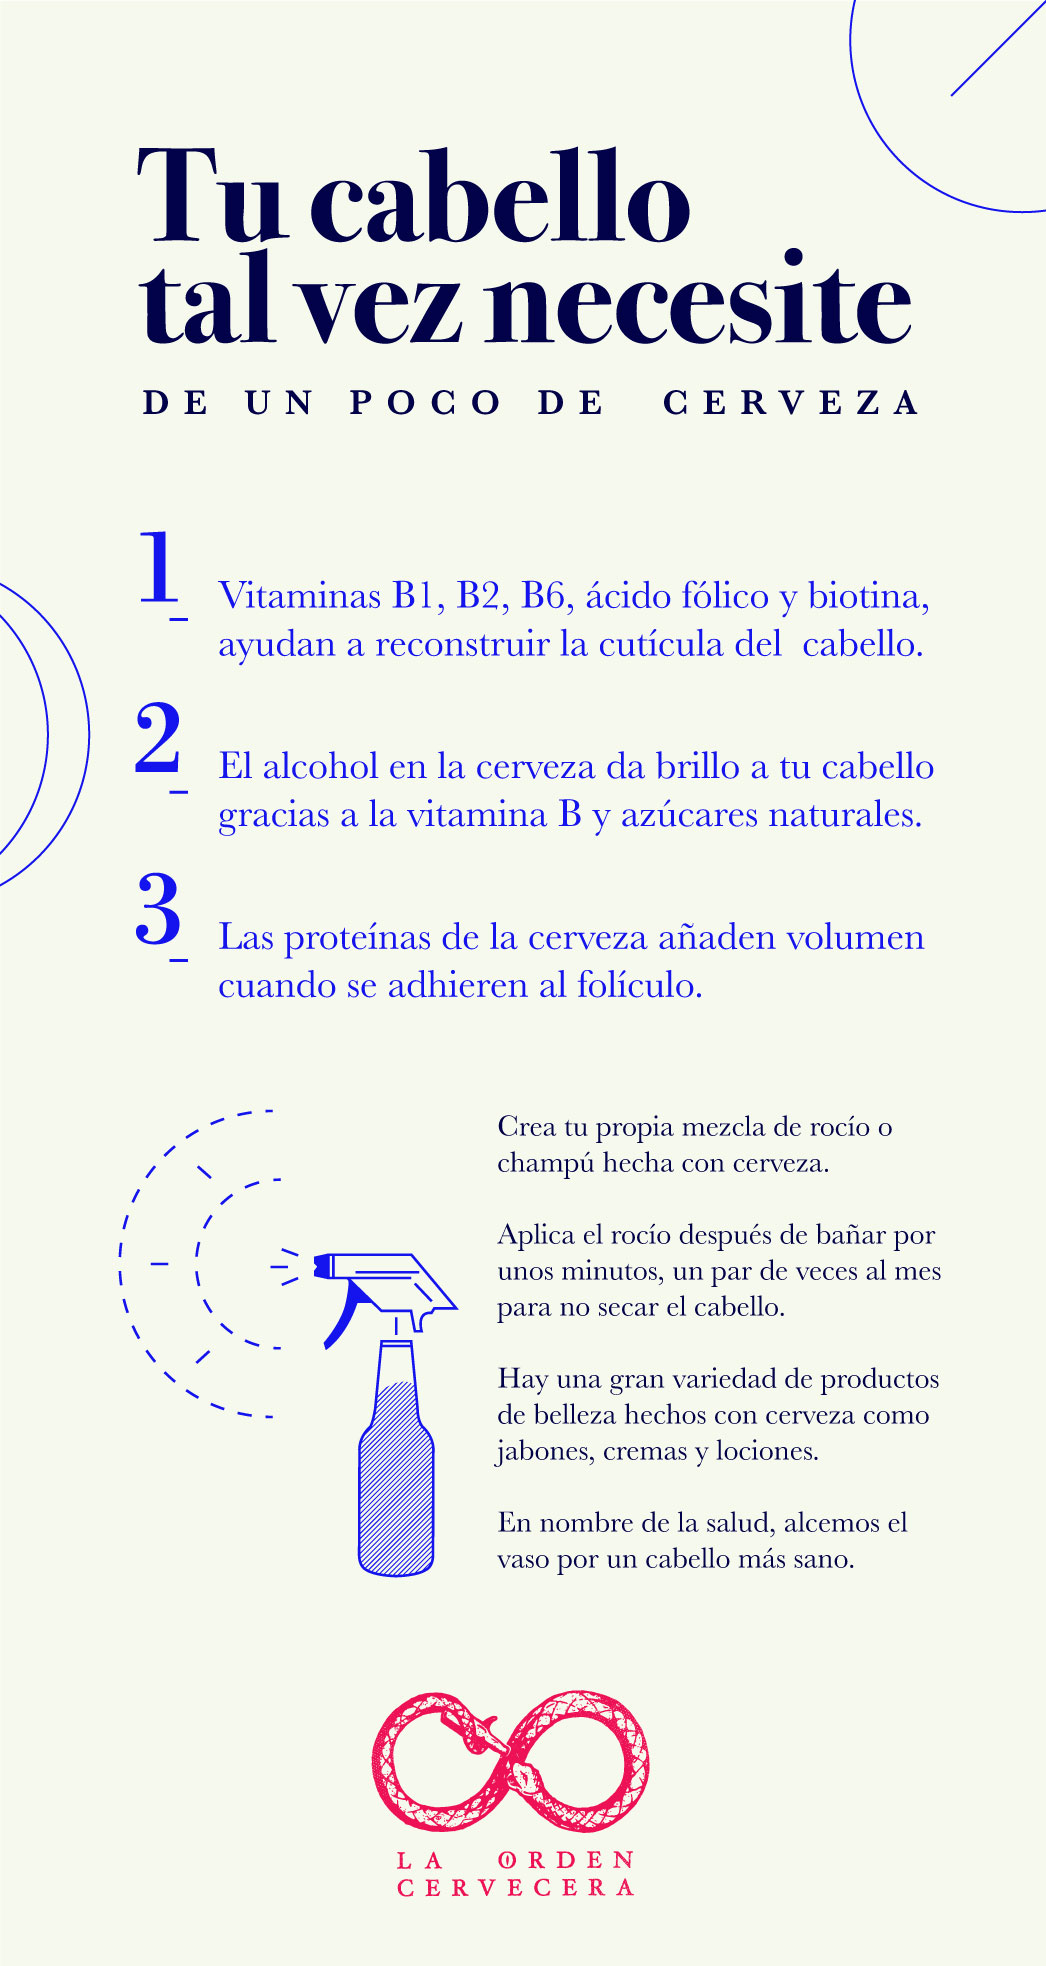 Tu cabello
tal vez necesite
DE UN POCO DE CERVEZA
1
Vitaminas B1, B2, B6, ácido fólico y biotina,
ayudan a reconstruir la cutícula del cabello.
2
El alcohol en la cerveza da brillo a tu cabello
gracias a la vitamina B y azúcares naturales.
3
Las proteínas de la cerveza añaden volumen
cuando se adhieren al folículo.
Crea tu propia mezcla de rocío o
champú hecha con cerveza.
Aplica el rocío después de bañar por
unos minutos, un par de veces al mes
para no secar el cabello.
Hay una gran variedad de productos
de belleza hechos con cerveza como
jabones, cremas y lociones.
En nombre de la salud, alcemos el
vaso por un cabello más sano.
LA ORDEN
CERVECERA